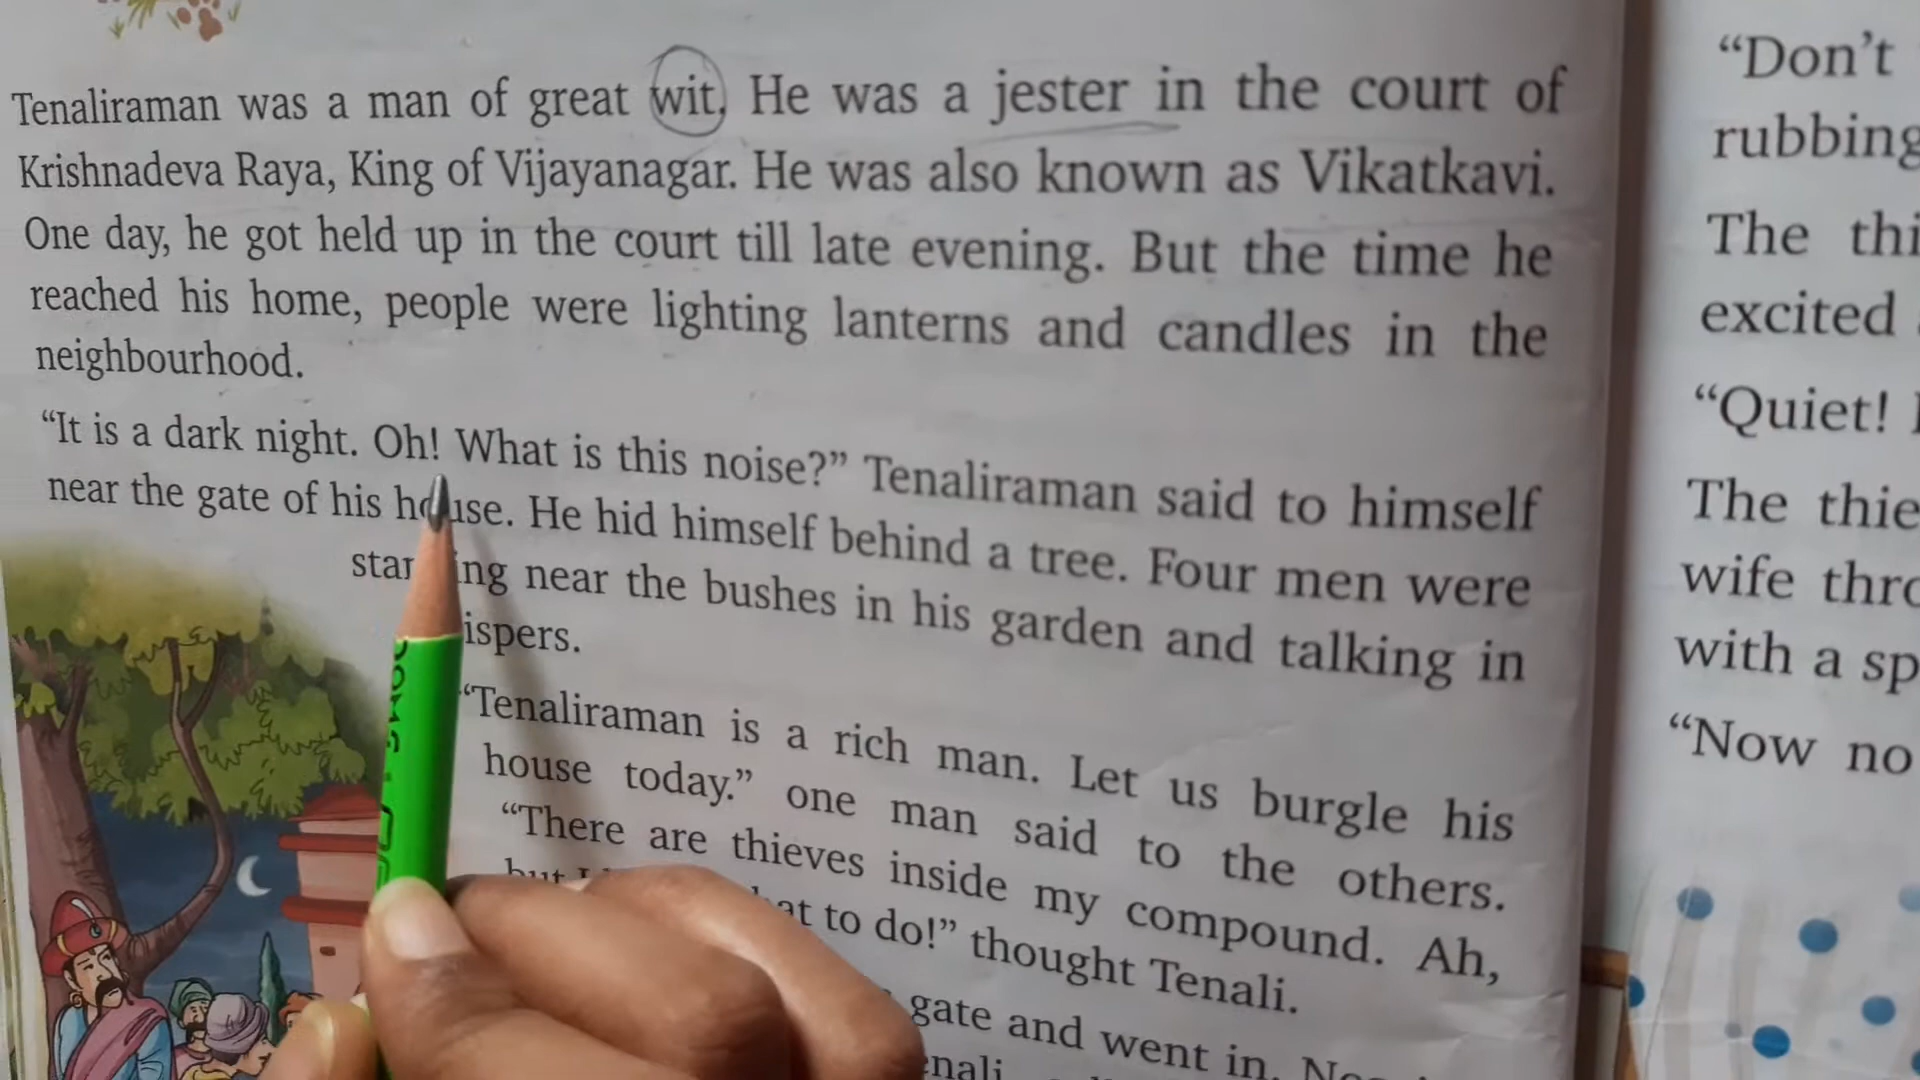 Tenaliraman was a man of great wit. He was a jester in the court of
Krishnadeva Raya, King of Vijayanagar. He was also known as Vikatkavi.
One day, he got held up in the court till late evening. But the time he
reached his home, people were lighting lanterns and candles in the
neighbourhood.
“It is a dark night. Oh! What is this noise?” Tenaliraman said to himself
near the gate of his house. He hid himself behind a tree. Four men were
standing near the bushes in his garden and talking in
ispers.
“Tenaliraman is a rich man. Let us burgle his
house today.” one man said to the others.
“There are thieves inside my compound. Ah,
but I at to do!” thought Tenali.
gate and went in.
enali
“Don’t
rubbing
The thi
excited
“Quiet!
The thie
wife thro
with a sp
“Now no
DOMS